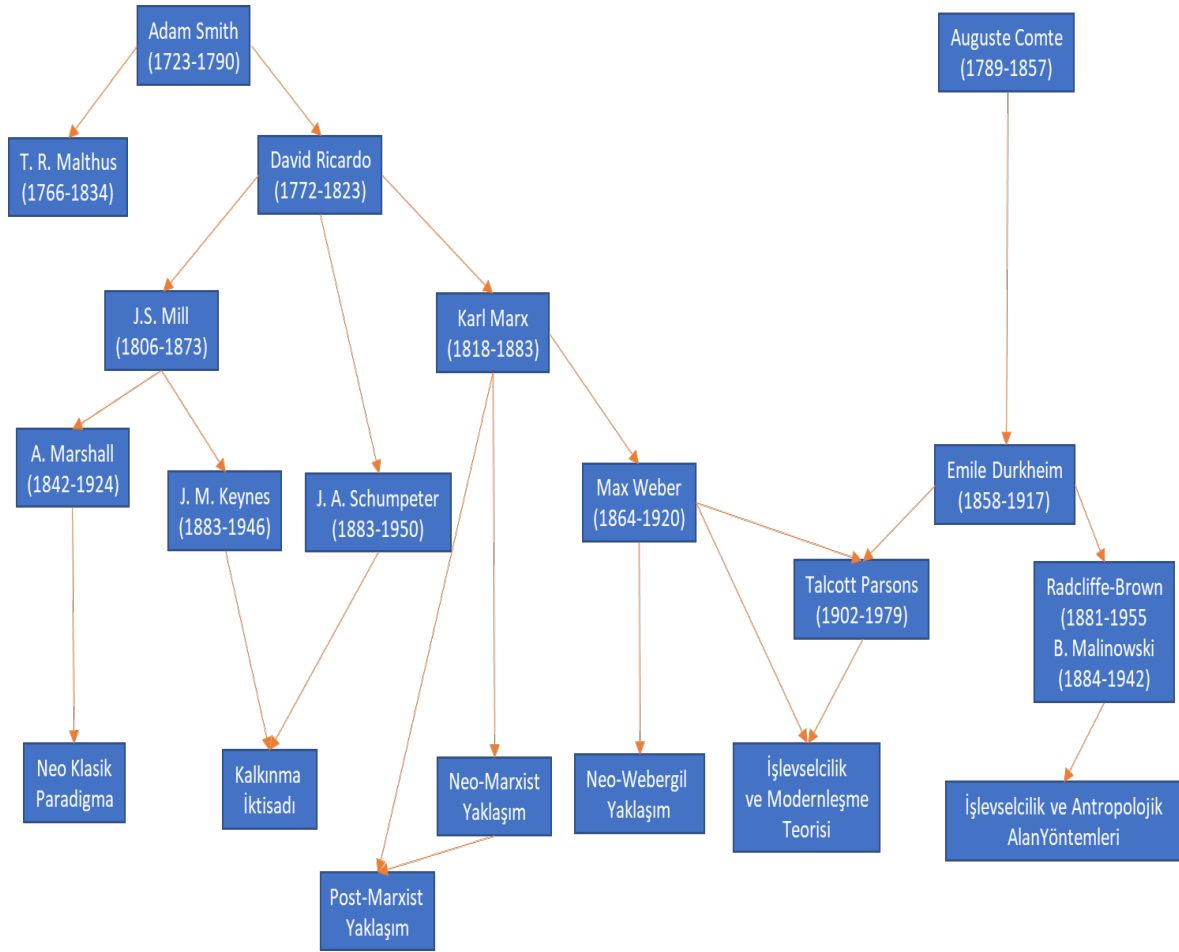 Adam Smith
(1723-1790)
Auguste Comte
(1789-1857)
T. R. Malthus
(1766-1834)
David Ricardo
(1772-1823)
J.S. Mill
(1806-1873)
Karl Marx
(1818-1883)
A. Marshall
(1842-1924)
J. M. Keynes
(1883-1946)
J. A. Schumpeter
(1883-1950)
Max Weber
(1864-1920)
Emile Durkheim
(1858-1917)
Talcott Parsons
(1902-1979)
Radcliffe-Brown
(1881-1955
B. Malinowski
(1884-1942)
Neo Klasik
Paradigma
Kalkınma
İktisadı
Neo-Marxist
Yaklaşım
Neo-Webergil
Yaklaşım
İşlevselcilik
ve Modernleşme
Teorisi
İşlevselcilik ve Antropolojik
AlanYöntemleri
Post-Marxist
Yaklaşım